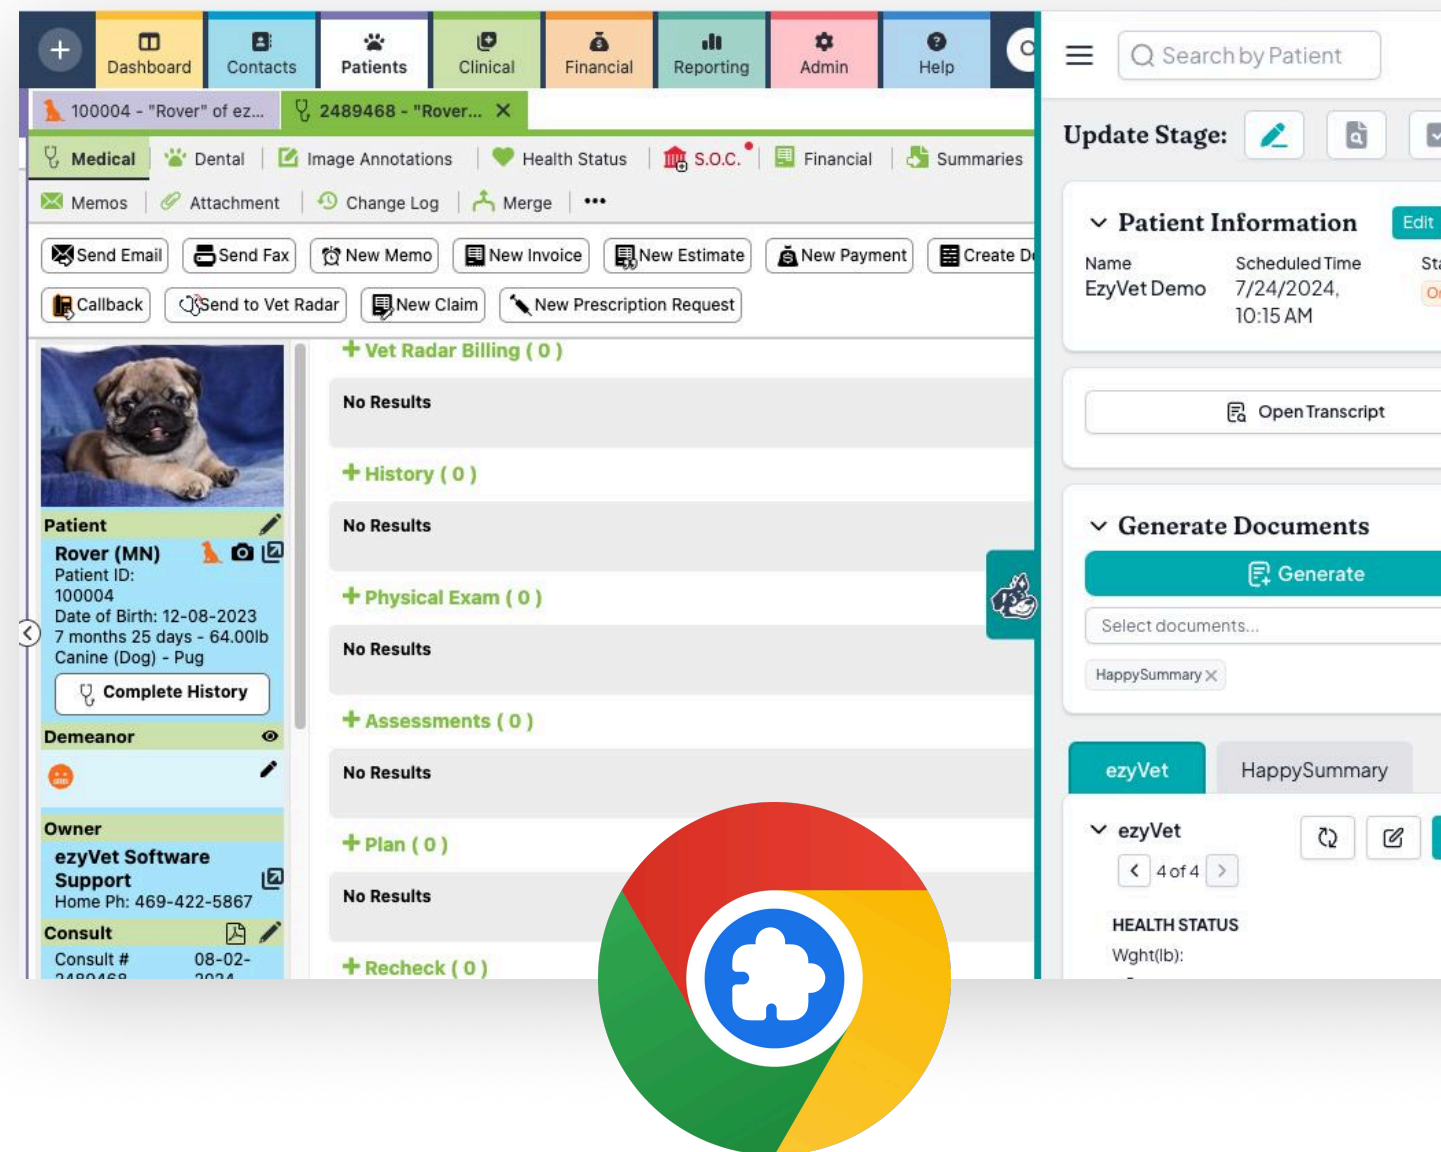 Dashboard
Contacts
Patients
Clinical
Financial
Reporting
Admin
Help
100004 - "Rover" of ez...
2489468 - "Rover...
Medical
Dental
Image Annotations
Health Status
S.O.C.
Financial
Summaries
Memos
Attachment
Change Log
Merge
Send Email
Send Fax
New Memo
New Invoice
New Estimate
New Payment
Create
Callback
Send to Vet Radar
New Claim
New Prescription Request
Patient
Rover (MN)
Patient ID:
100004
Date of Birth: 12-08-2023
7 months 25 days - 64.00lb
Canine (Dog) - Pug
Complete History
Demeanor
Owner
ezyVet Software
Support
Home Ph: 469-422-5867
Consult
Consult # 08-02-
2489468 2024
Vet Radar Billing ( 0 )
No Results
History ( 0 )
No Results
Physical Exam ( 0 )
No Results
Assessments ( 0 )
No Results
Plan ( 0 )
No Results
Recheck ( 0 )
Search by Patient
Update Stage:
Patient Information
Edit
Name
EzyVet Demo
Scheduled Time
7/24/2024,
10:15 AM
Open Transcript
Generate Documents
Generate
Select documents...
HappySummary
ezyVet
HappySummary
ezyVet
4 of 4
HEALTH STATUS
Wght(lb):